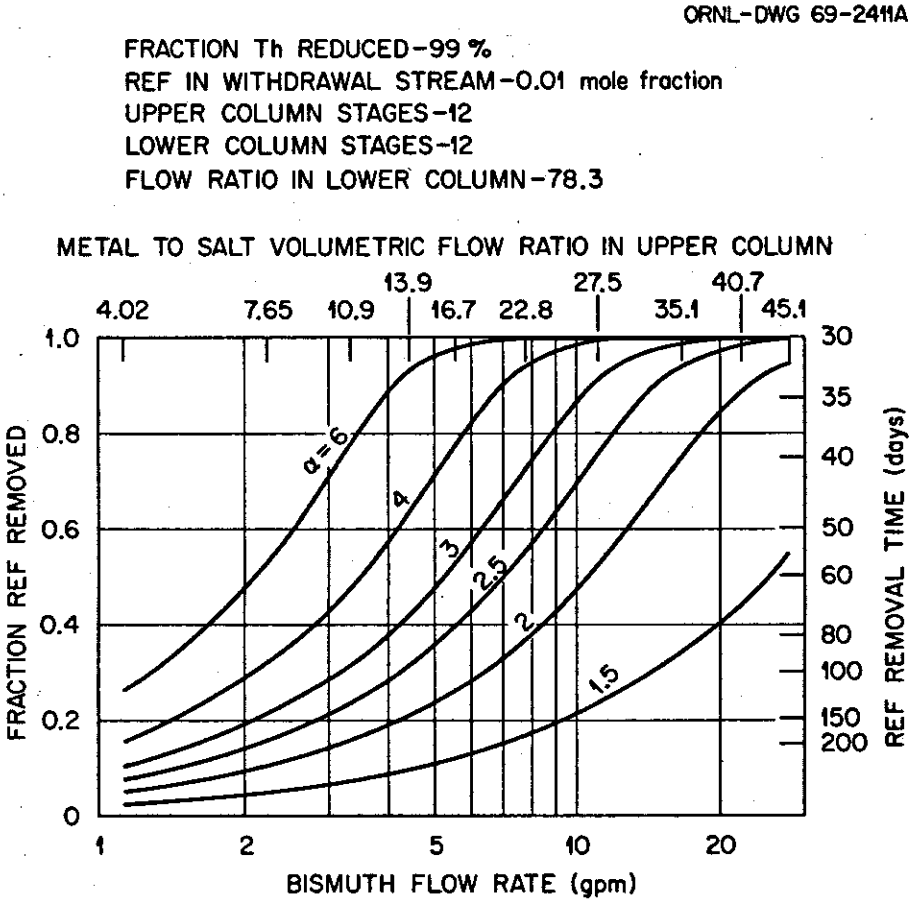 ORNL-DWG 69-2411A
FRACTION Th REDUCED-99 %
REF IN WITHDRAWAL STREAM-0.01 mole fraction
UPPER COLUMN STAGES-12
LOWER COLUMN STAGES-12
FLOW RATIO IN LOWER COLUMN-78.3
METAL TO SALT VOLUMETRIC FLOW RATIO IN UPPER COLUMN
13.9 27.5 40.7
4.02 7.65 10.9 16.7 22.8 35.1 45.1
1.0
0.8
0.6
0.4
0.2
0
FRACTION REF REMOVED
α=6
4
3
2.5
2
1.5
30
35
40
50
60
80
100
150
200
REF REMOVAL TIME (days)
1 2 5 10 20
BISMUTH FLOW RATE (gpm)